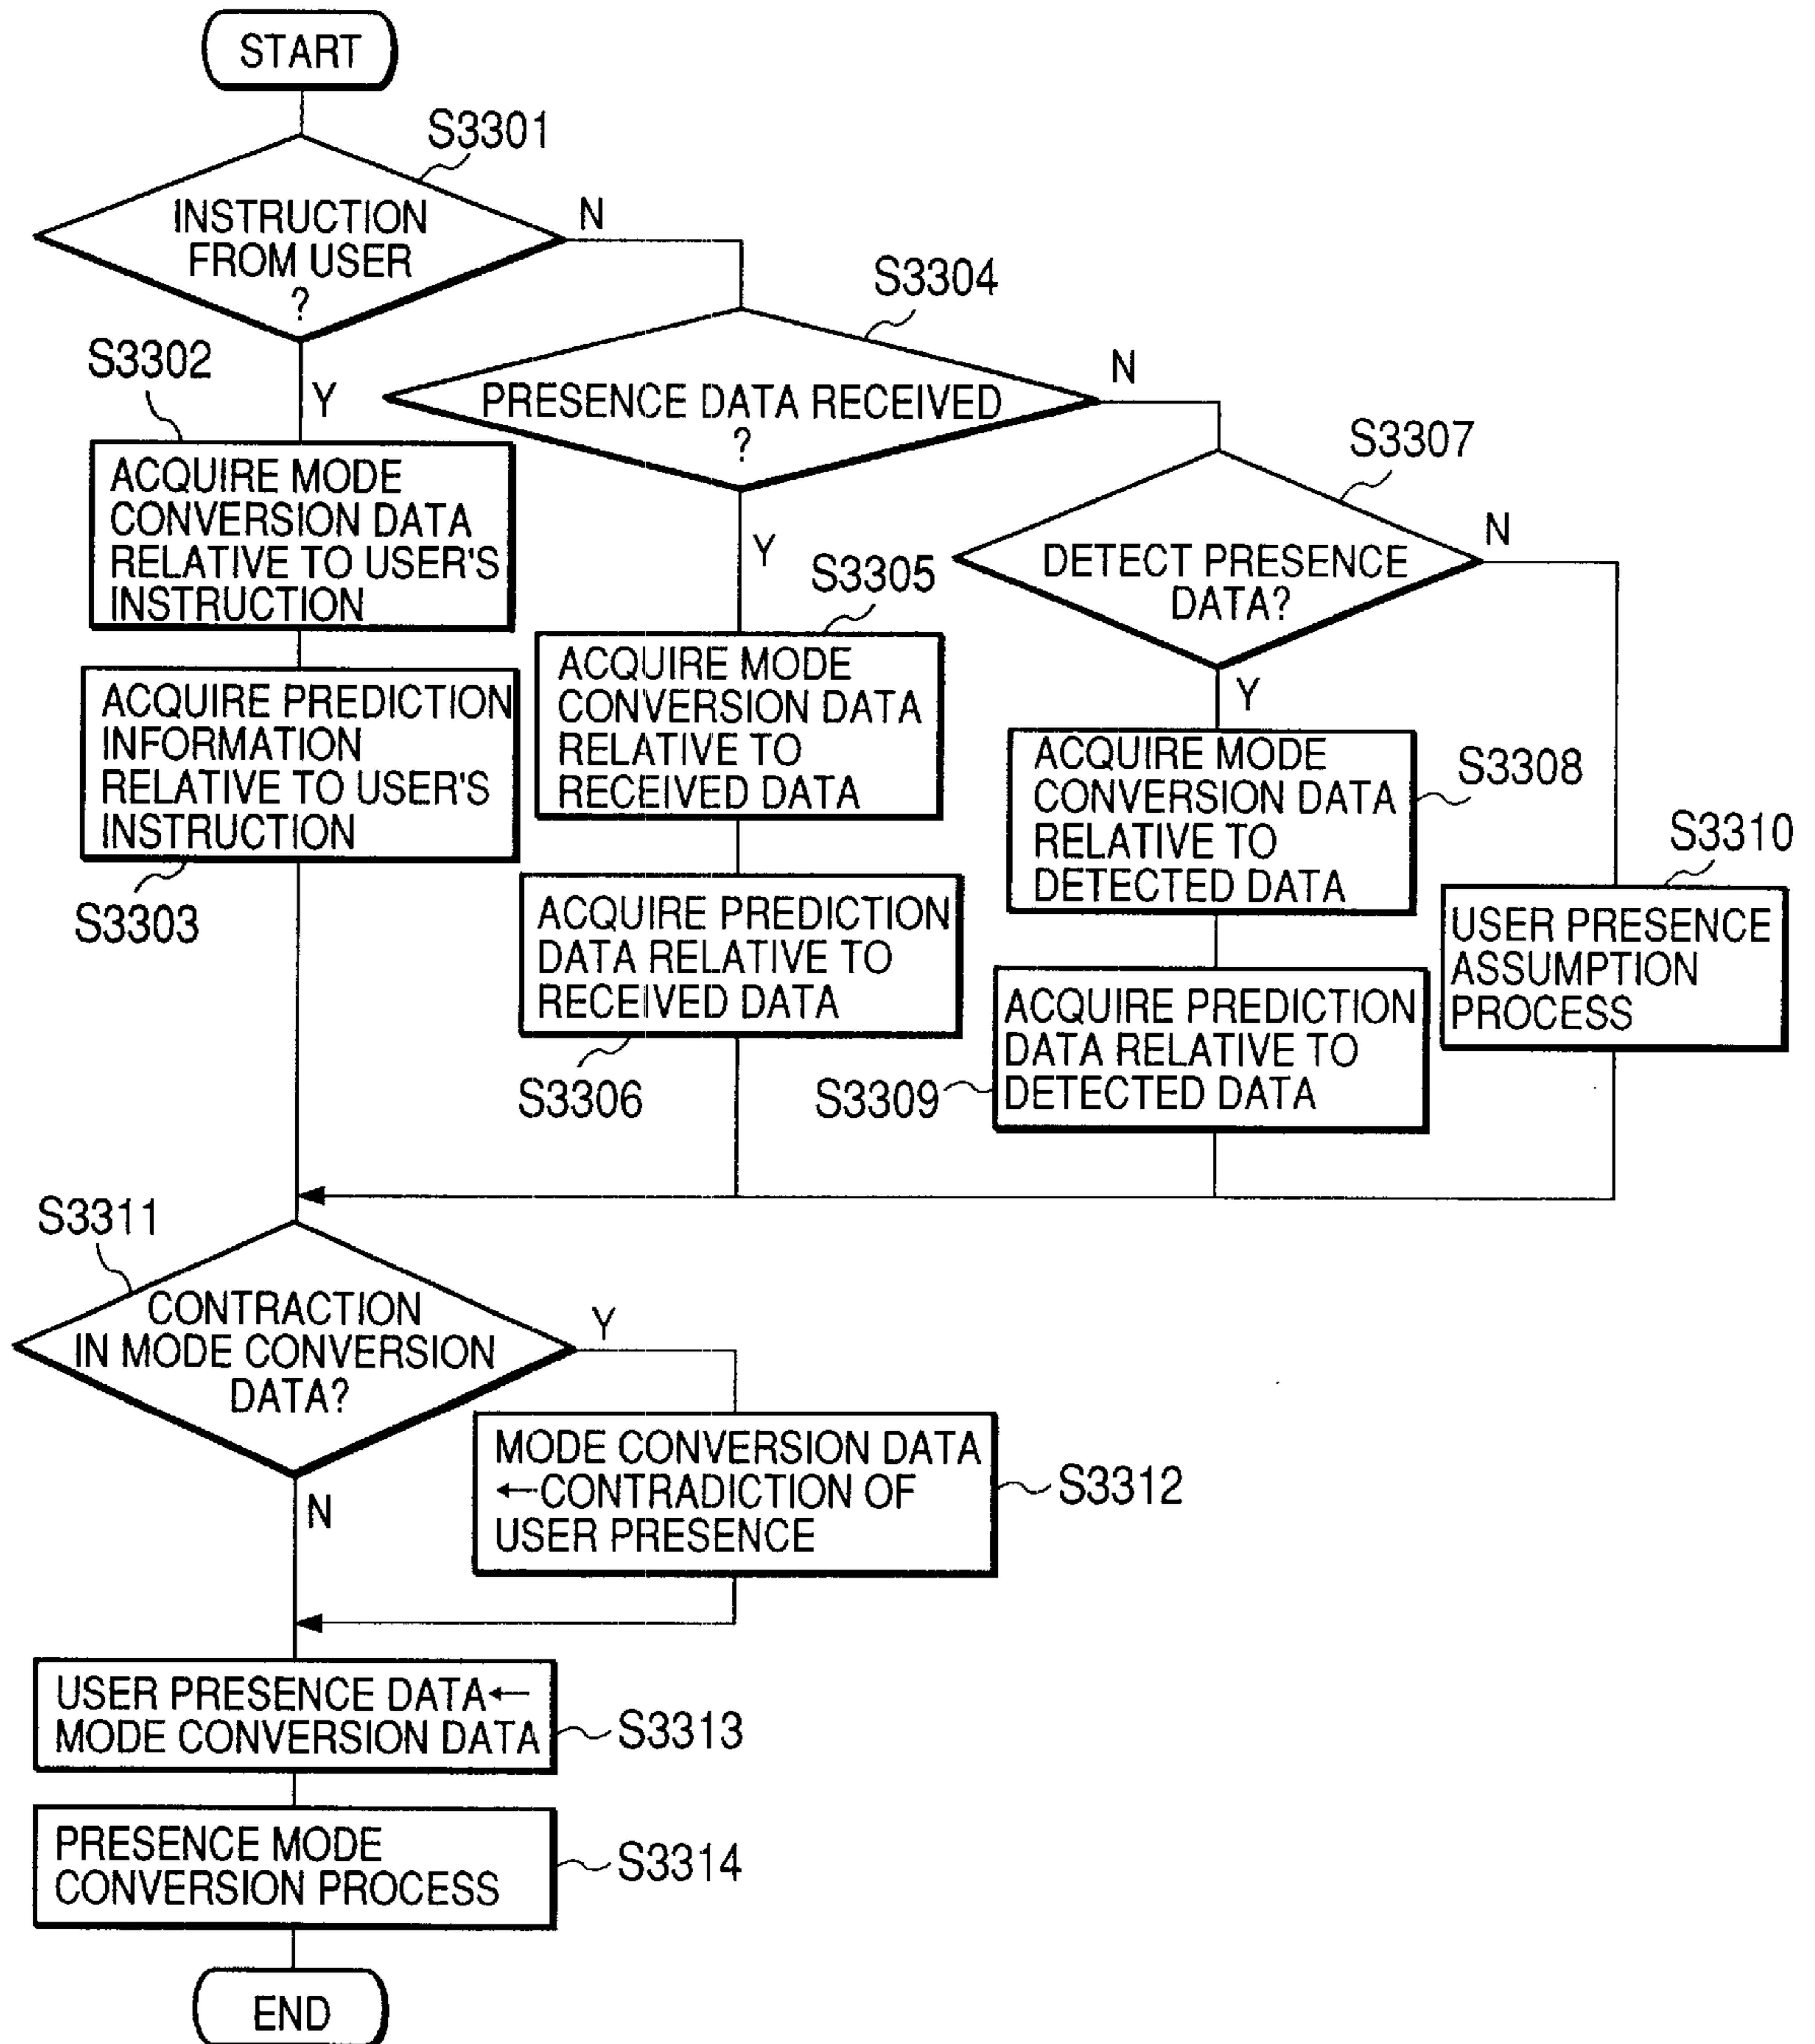 START
S3301
INSTRUCTION
FROM USER
?
N
S3304
S3302
Y
PRESENCE DATA RECEIVED
?
N
S3307
ACQUIRE MODE
CONVERSION DATA
RELATIVE TO USER'S
INSTRUCTION
Y
DETECT PRESENCE
DATA?
N
S3305
ACQUIRE PREDICTION
INFORMATION
RELATIVE TO USER'S
INSTRUCTION
S3303
ACQUIRE MODE
CONVERSION DATA
RELATIVE TO
RECEIVED DATA
Y
ACQUIRE MODE
CONVERSION DATA
RELATIVE TO
DETECTED DATA
S3308
S3310
ACQUIRE PREDICTION
DATA RELATIVE TO
RECEIVED DATA
S3306
USER PRESENCE
ASSUMPTION
PROCESS
ACQUIRE PREDICTION
DATA RELATIVE TO
DETECTED DATA
S3309
S3311
CONTRACTION
IN MODE CONVERSION
DATA?
Y
N
MODE CONVERSION DATA
←CONTRADICTION OF
USER PRESENCE
S3312
USER PRESENCE DATA←
MODE CONVERSION DATA
S3313
PRESENCE MODE
CONVERSION PROCESS
S3314
END